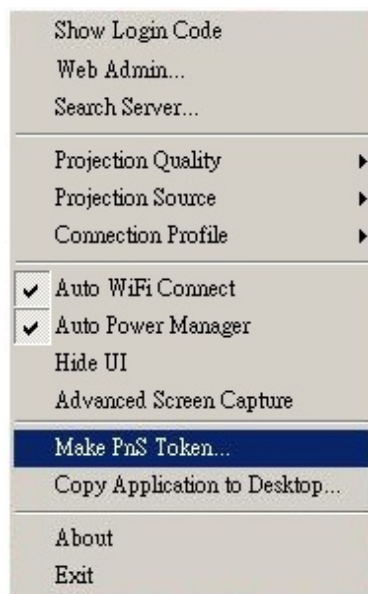 Show Login Code
Web Admin...
Search Server...
Projection Quality
Projection Source
Connection Profile
Auto WiFi Connect
Auto Power Manager
Hide UI
Advanced Screen Capture
Make PnS Token...
Copy Application to Desktop...
About
Exit